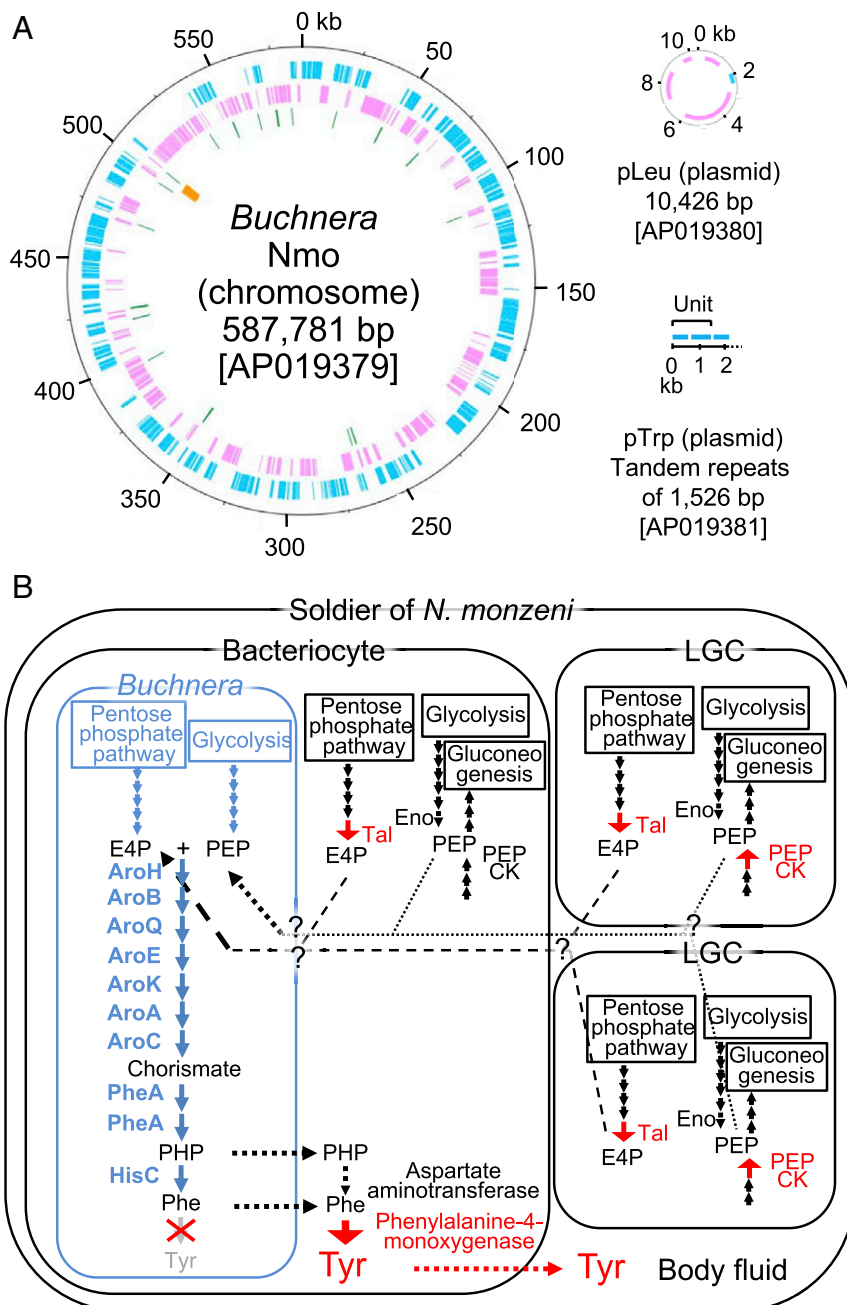 A
0 kb
50
100
150
200
250
300
350
400
450
500
550
Buchnera
Nmo
(chromosome)
587,781 bp
[AP019379]
0 kb
2
4
6
8
10
pLeu (plasmid)
10,426 bp
[AP019380]
Unit
0
1
2
kb
pTrp (plasmid)
Tandem repeats
of 1,526 bp
[AP019381]
B
Soldier of N. monzeni
Bacteriocyte
Buchnera
Pentose
phosphate
pathway
Glycolysis
E4P
+
PEP
AroH
AroB
AroQ
AroE
AroK
AroA
AroC
Chorismate
PheA
PheA
PHP
HisC
Phe
Tyr
Pentose
phosphate
pathway
Glycolysis
Gluconeo
genesis
Tal
E4P
Eno
PEP
PEP
CK
?
?
PHP
Aspartate
aminotransferase
Phe
Phenylalanine-4-
monoxygenase
Tyr
Tyr
Body fluid
LGC
Pentose
phosphate
pathway
Glycolysis
Gluconeo
genesis
Tal
E4P
Eno
PEP
PEP
CK
?
?
LGC
Pentose
phosphate
pathway
Glycolysis
Gluconeo
genesis
Tal
E4P
Eno
PEP
PEP
CK